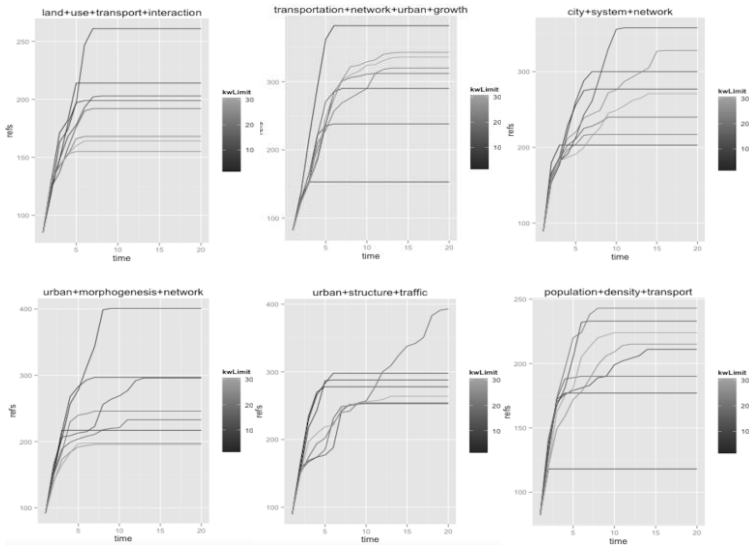 land+use+transport+interaction
250
200
150
100
refs
5
10
15
20
time
kwLimit
30
20
10
transportation+network+urban+growth
300
200
100
refs
5
10
15
20
time
kwLimit
30
20
10
city+system+network
300
200
100
refs
5
10
15
20
time
kwLimit
30
20
10
urban+morphogenesis+network
400
300
200
100
refs
5
10
15
20
time
kwLimit
30
20
10
urban+structure+traffic
400
300
200
100
refs
5
10
15
20
time
kwLimit
30
20
10
population+density+transport
250
200
150
100
refs
5
10
15
20
time
kwLimit
30
20
10